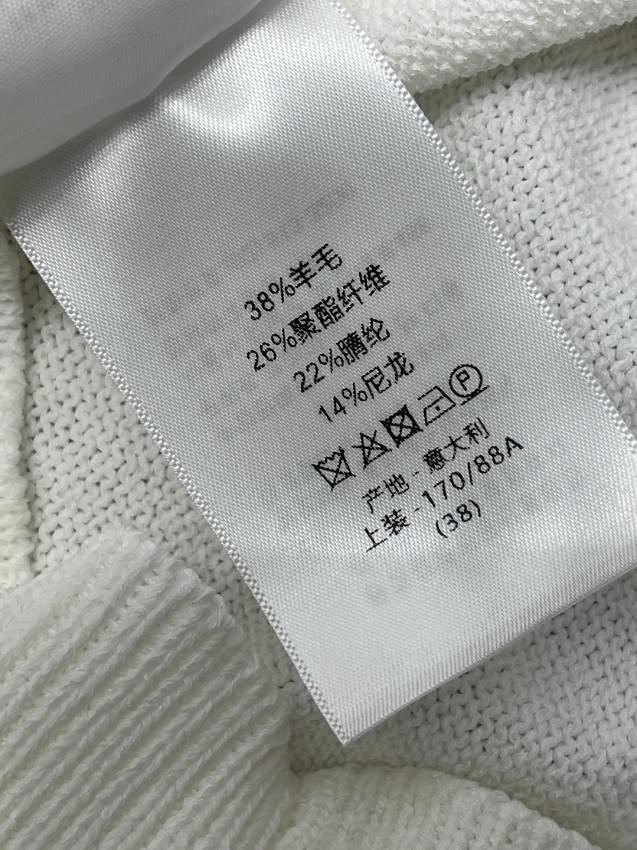 38%羊毛
26%聚酯纤维
22%腈纶
14%尼龙
P
产地 - 意大利
上装 - 170/88A
(38)